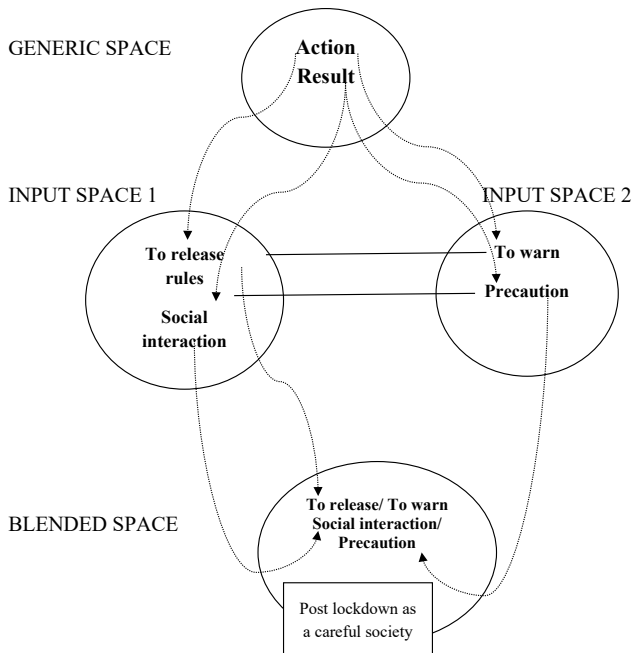 GENERIC SPACE
Action
Result
INPUT SPACE 1
INPUT SPACE 2
To release
rules
Social
interaction
To warn
Precaution
BLENDED SPACE
To release/ To warn
Social interaction/
Precaution
Post lockdown as
a careful society